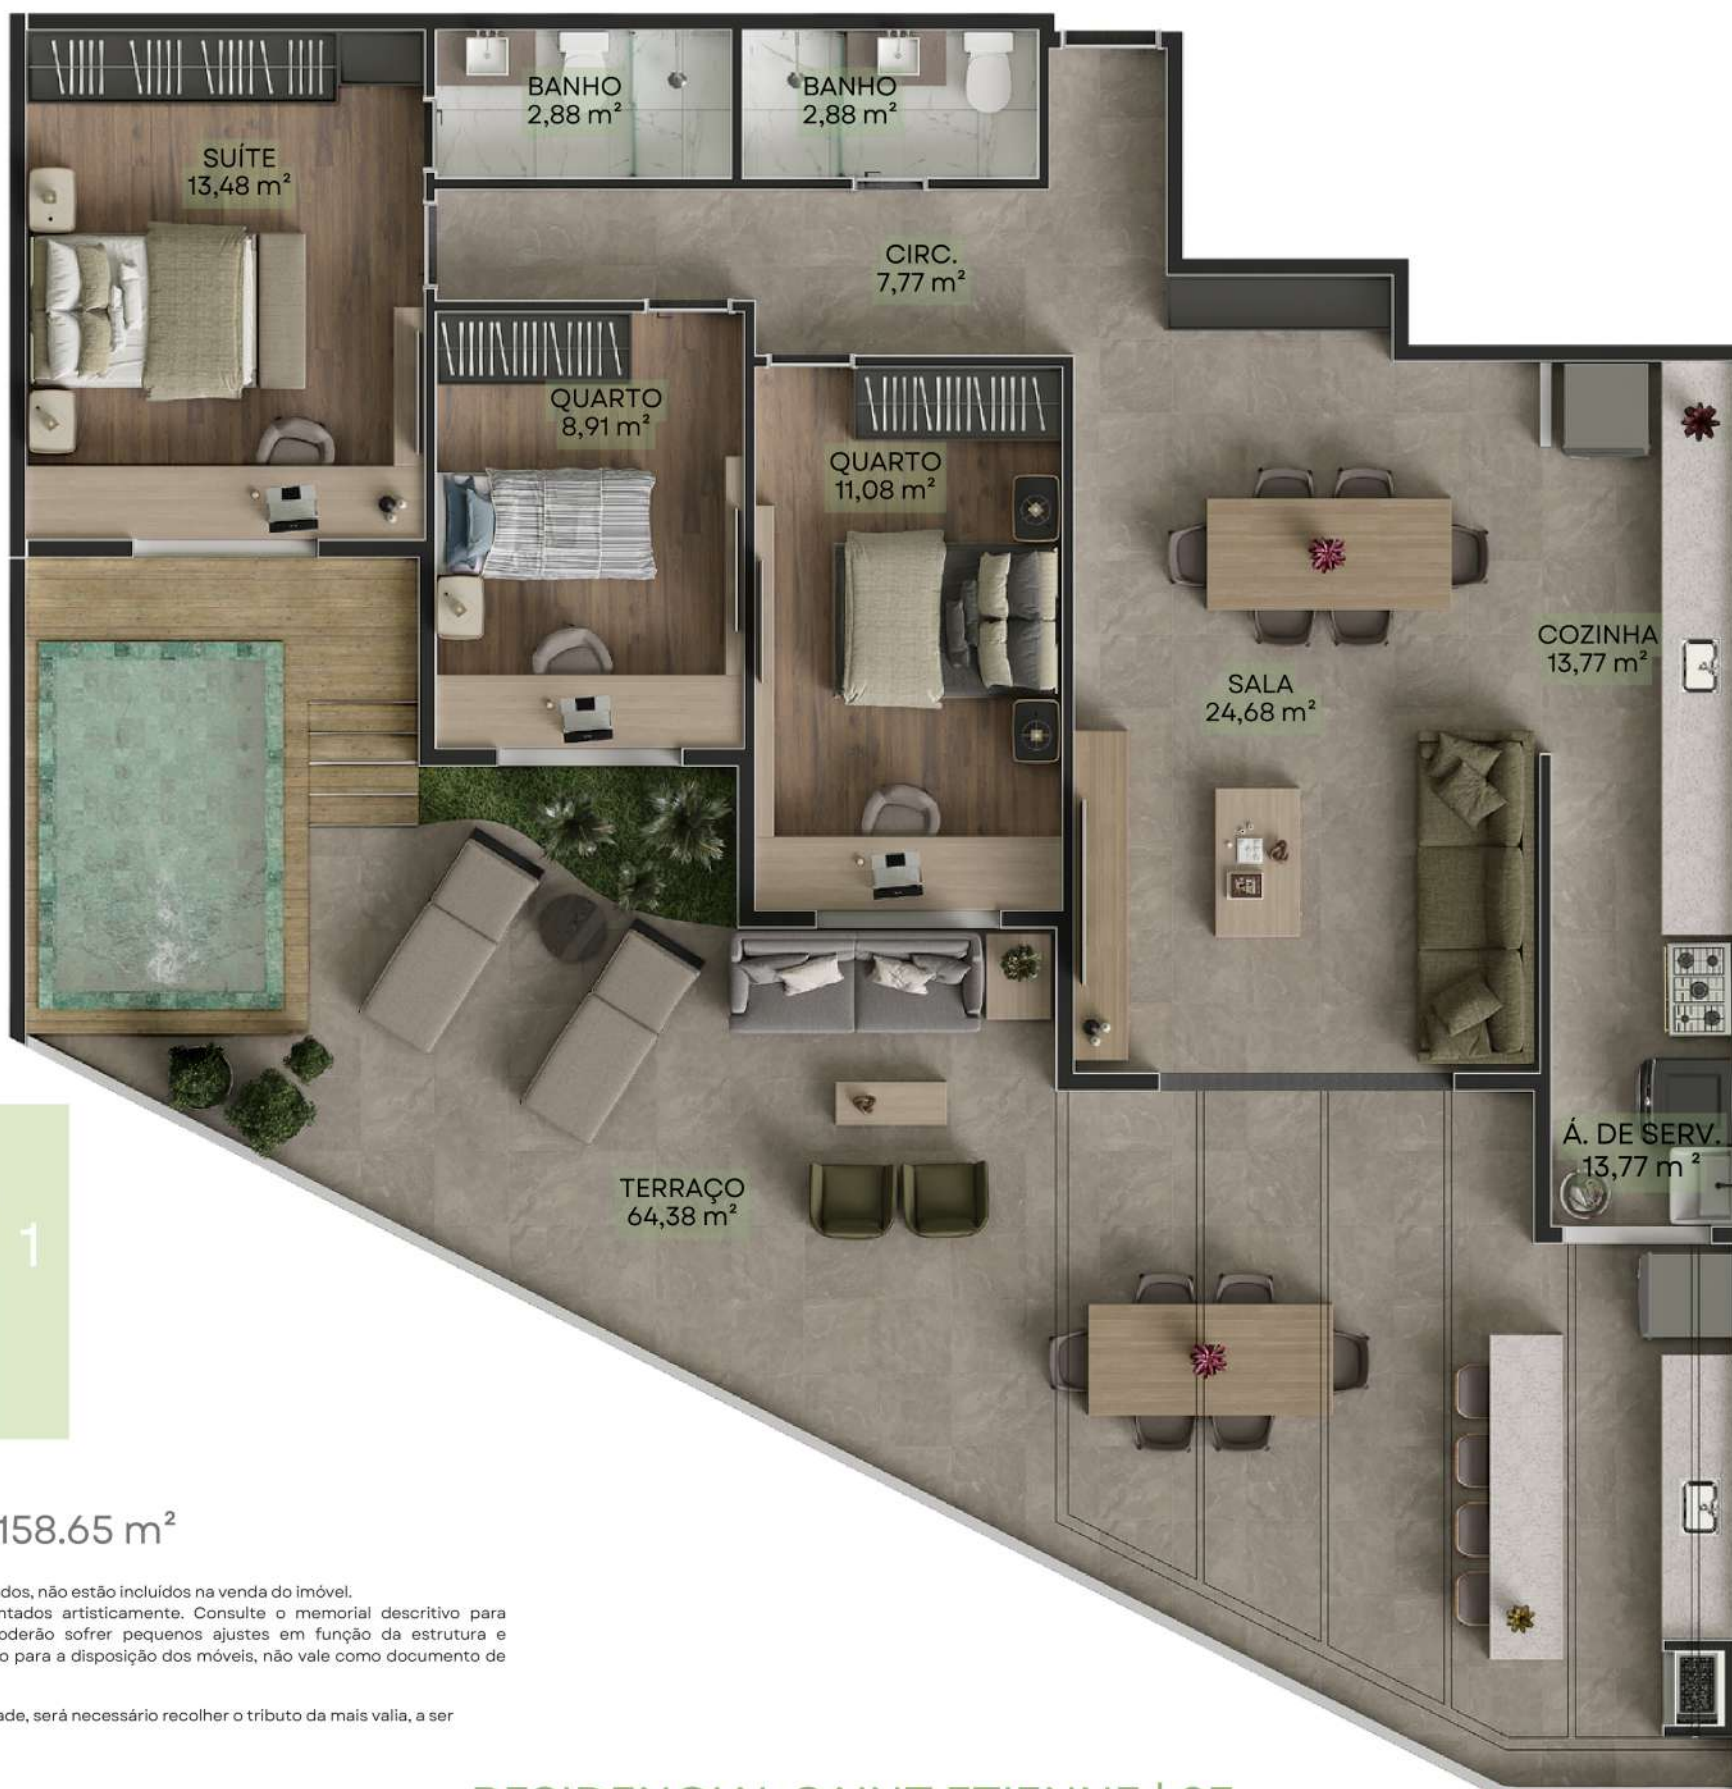 BANHO
2,88 m²
BANHO
2,88 m²
SUÍTE
13,48 m²
CIRC.
7,77 m²
QUARTO
8,91 m²
QUARTO
11,08 m²
COZINHA
13,77 m²
SALA
24,68 m²
Á. DE SERV.
13,77 m²
TERRAÇO
64,38 m²
1
158.65 m²
dos, não estão incluídos na venda do imóvel.
ntados artisticamente. Consulte o memorial descritivo para
oderão sofrer pequenos ajustes em função da estrutura e
o para a disposição dos móveis, não vale como documento de
ade, será necessário recolher o tributo da mais valia, a ser
RESIDENCIAL SAINT ETIENNE |